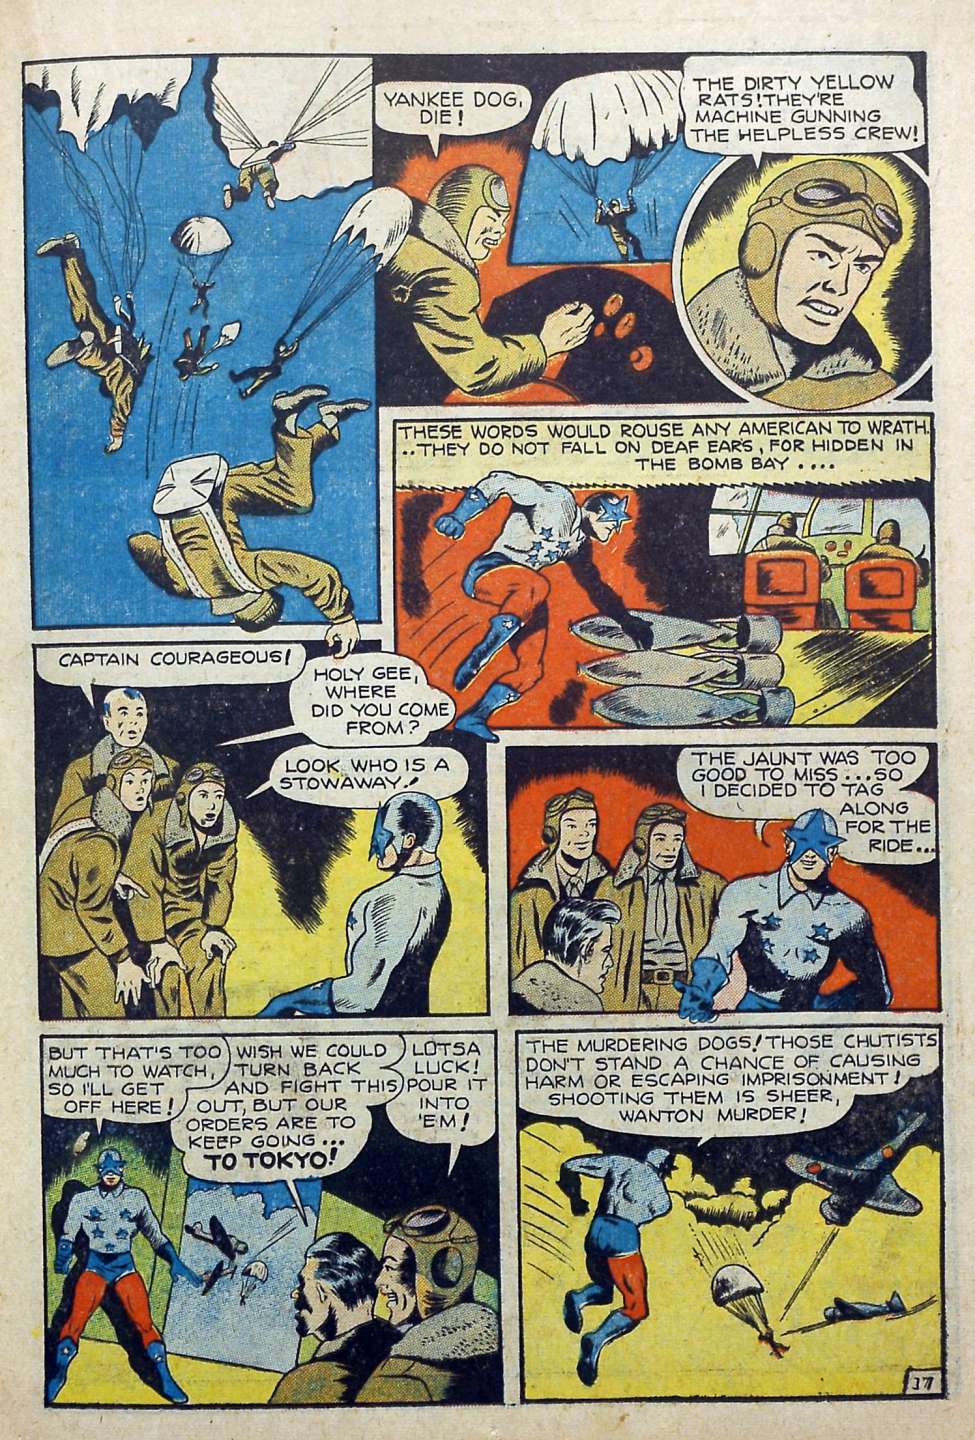 YANKEE DOG,
DIE!
THE DIRTY YELLOW
RATS! THEY'RE
MACHINE GUNNING
THE HELPLESS CREW!
THESE WORDS WOULD ROUSE ANY AMERICAN TO WRATH.
..THEY DO NOT FALL ON DEAF EARS, FOR HIDDEN IN
THE BOMB BAY ....
CAPTAIN COURAGEOUS!
HOLY GEE,
WHERE
DID YOU COME
FROM?
LOOK WHO IS A
STOWAWAY!
THE JAUNT WAS TOO
GOOD TO MISS...SO
I DECIDED TO TAG
ALONG
FOR THE
RIDE...
BUT THAT'S TOO
MUCH TO WATCH,
SO I'LL GET
OFF HERE!
WISH WE COULD
TURN BACK
AND FIGHT THIS
OUT, BUT OUR
ORDERS ARE TO
KEEP GOING...
TO TOKYO!
LOTSA
LUCK!
POUR IT
INTO
'EM!
THE MURDERING DOGS! THOSE CHUTISTS
DON'T STAND A CHANCE OF CAUSING
HARM OR ESCAPING IMPRISONMENT!
SHOOTING THEM IS SHEER,
WANTON MURDER!
17